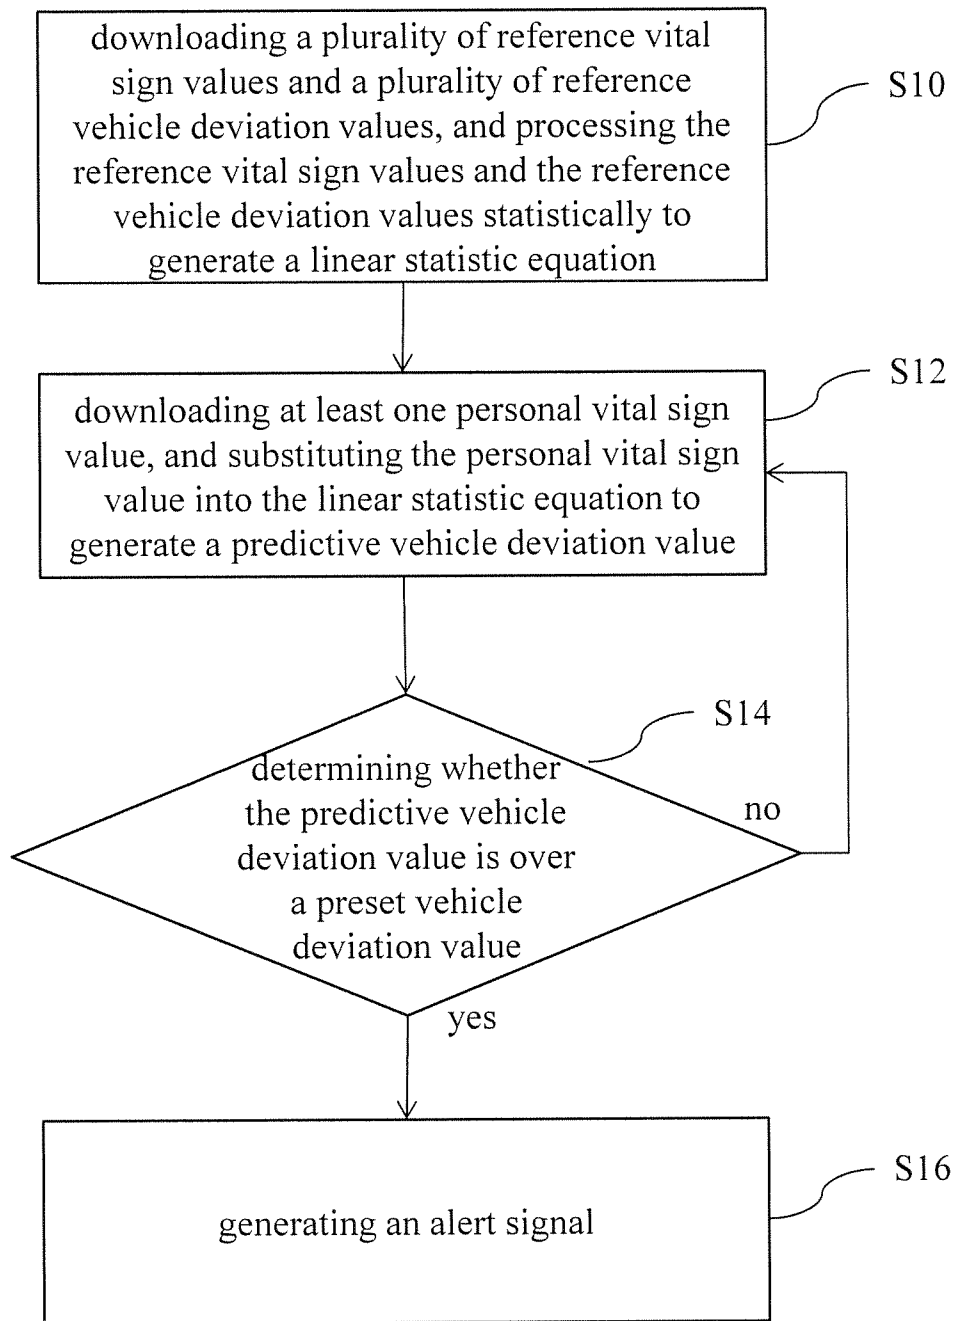 downloading a plurality of reference vital
sign values and a plurality of reference
vehicle deviation values, and processing the
reference vital sign values and the reference
vehicle deviation values statistically to
generate a linear statistic equation
S10
downloading at least one personal vital sign
value, and substituting the personal vital sign
value into the linear statistic equation to
generate a predictive vehicle deviation value
S12
determining whether
the predictive vehicle
deviation value is over
a preset vehicle
deviation value
S14
no
yes
generating an alert signal
S16